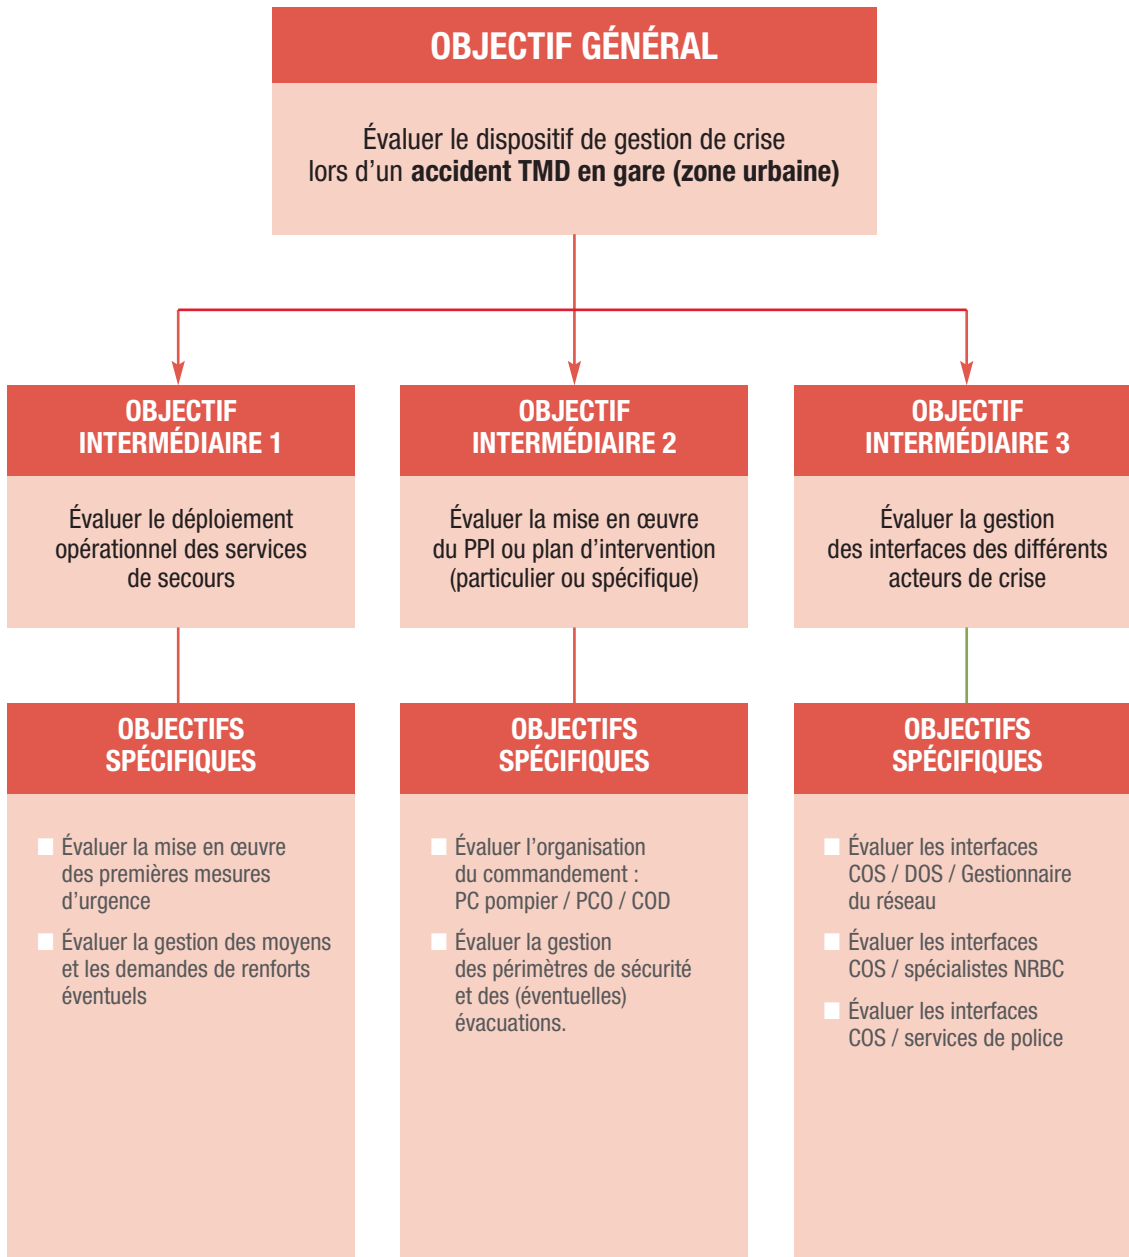 OBJECTIF GÉNÉRAL
Évaluer le dispositif de gestion de crise
lors d’un accident TMD en gare (zone urbaine)
OBJECTIF
INTERMÉDIAIRE 1
Évaluer le déploiement
opérationnel des services
de secours
OBJECTIFS
SPÉCIFIQUES
Évaluer la mise en œuvre
des premières mesures
d’urgence
Évaluer la gestion des moyens
et les demandes de renforts
éventuels
OBJECTIF
INTERMÉDIAIRE 2
Évaluer la mise en œuvre
du PPI ou plan d’intervention
(particulier ou spécifique)
OBJECTIFS
SPÉCIFIQUES
Évaluer l’organisation
du commandement :
PC pompier / PCO / COD
Évaluer la gestion
des périmètres de sécurité
et des (éventuelles)
évacuations.
OBJECTIF
INTERMÉDIAIRE 3
Évaluer la gestion
des interfaces des différents
acteurs de crise
OBJECTIFS
SPÉCIFIQUES
Évaluer les interfaces
COS / DOS / Gestionnaire
du réseau
Évaluer les interfaces
COS / spécialistes NRBC
Évaluer les interfaces
COS / services de police